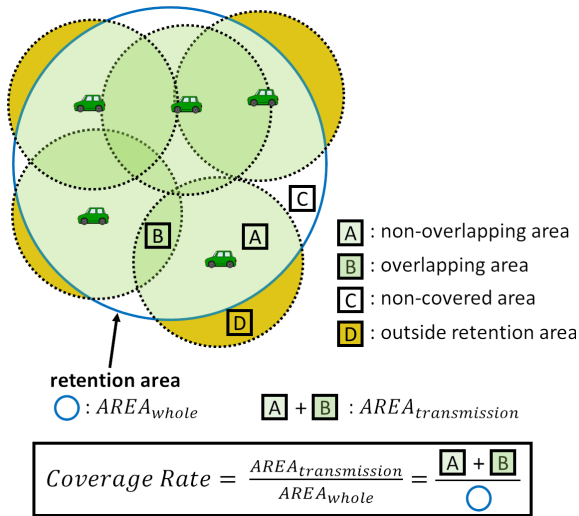 C
B
A
D
A : non-overlapping area
B : overlapping area
C : non-covered area
D : outside retention area
retention area
: AREA_whole
A + B : AREA_transmission
Coverage Rate = AREA_transmission / AREA_whole = A + B /